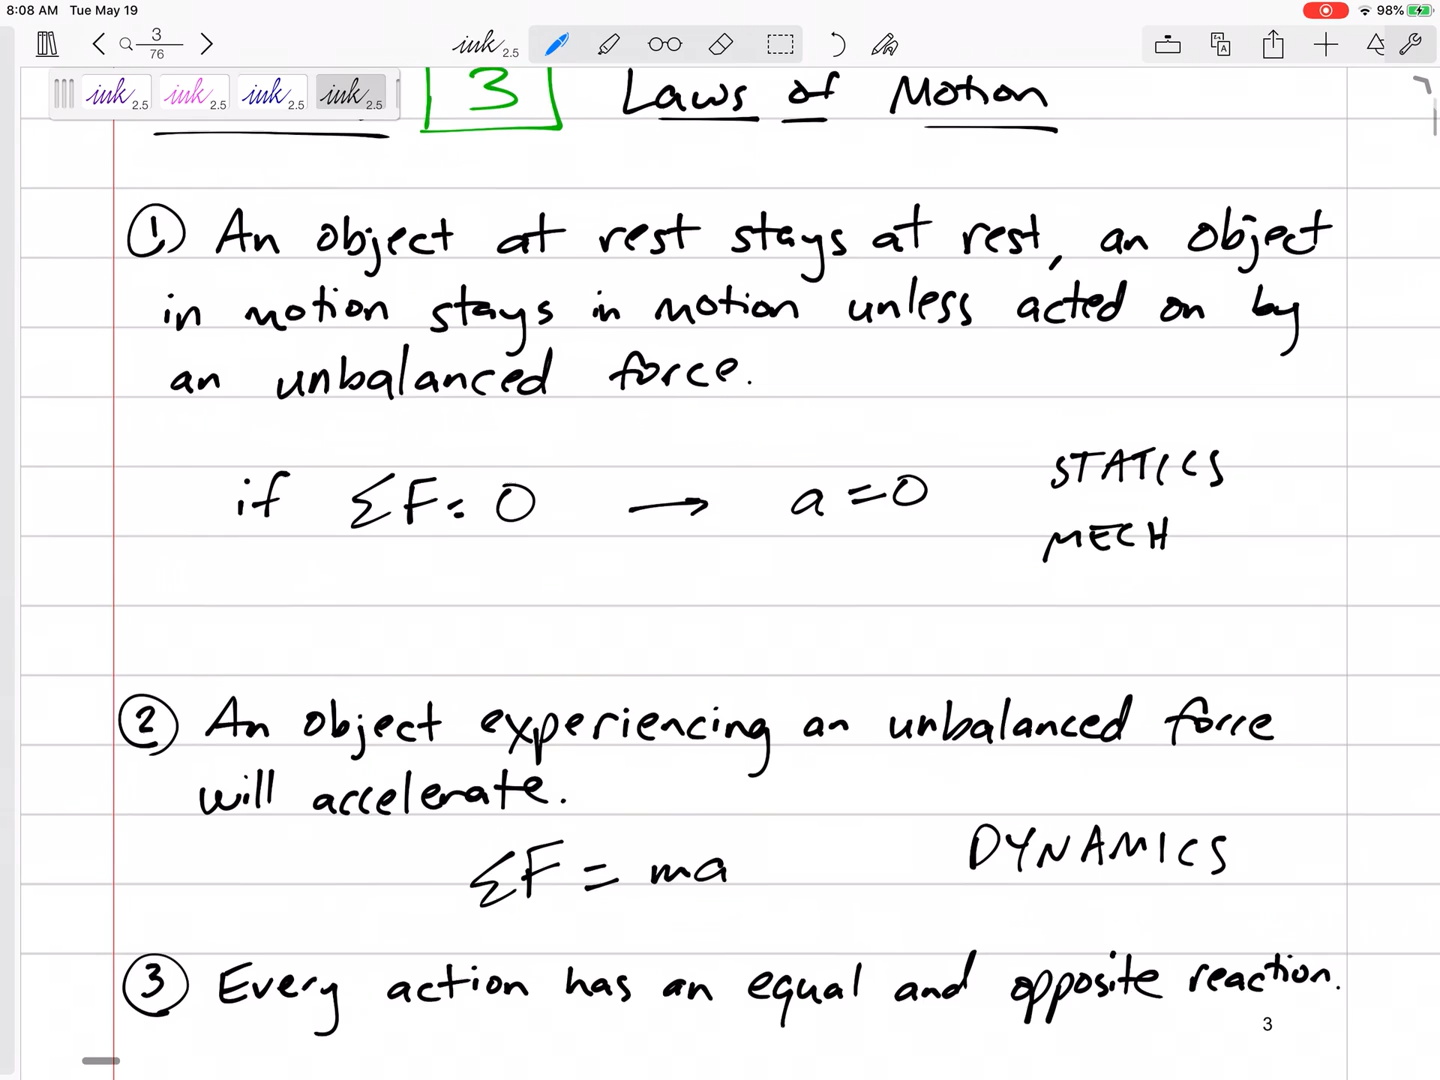 8:08 AM Tue May 19
98%
3
76
ink 2.5
ink 2.5 ink 2.5 ink 2.5 ink 2.5
3 Laws of Motion
① An object at rest stays at rest, an object
in motion stays in motion unless acted on by
an unbalanced force.
if ΣF = 0 → a = 0
STATICS
MECH
② An object experiencing an unbalanced force
will accelerate.
ΣF = ma
DYNAMICS
③ Every action has an equal and opposite reaction.
3